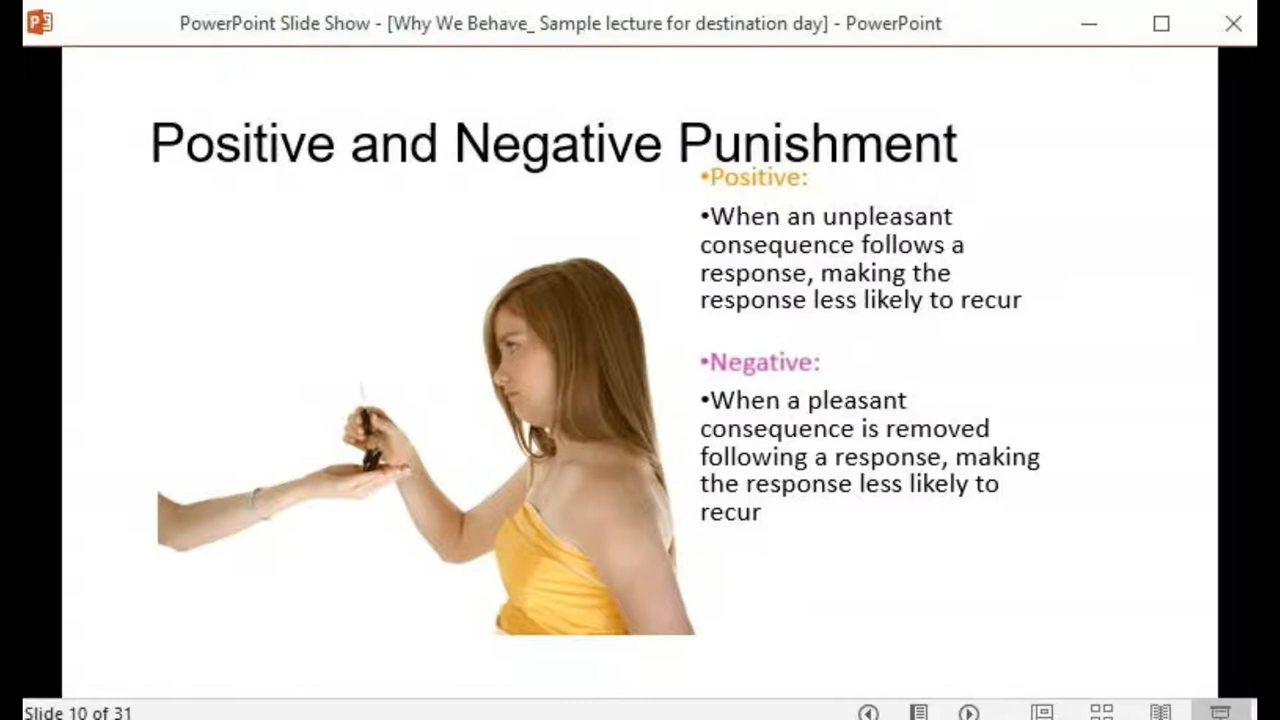 PowerPoint Slide Show - [Why We Behave_ Sample lecture for destination day] - PowerPoint
Positive and Negative Punishment
•Positive:
•When an unpleasant
consequence follows a
response, making the
response less likely to recur
•Negative:
•When a pleasant
consequence is removed
following a response, making
the response less likely to
recur
Slide 10 of 31